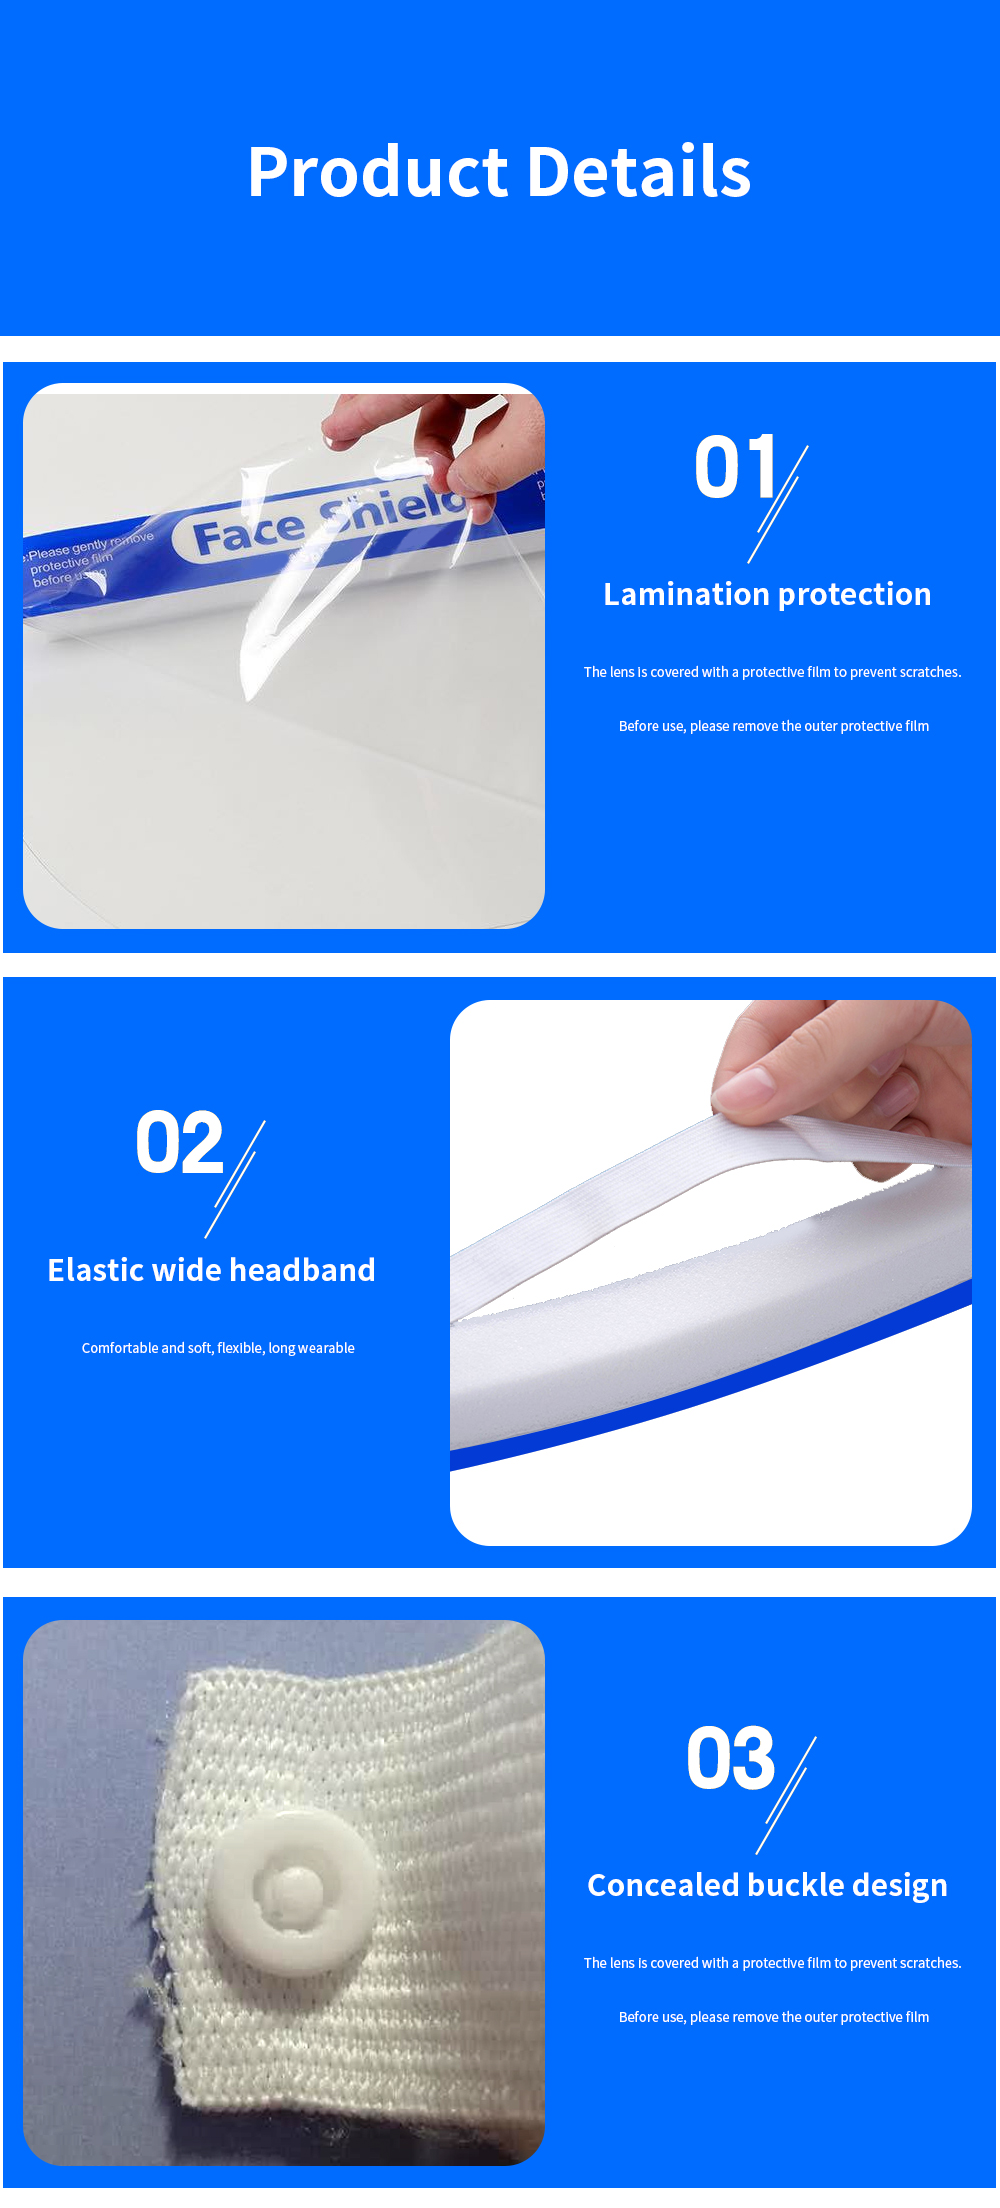 Product Details
Face Shield
:Please gently remove
protective film
before using
01
Lamination protection
The lens is covered with a protective film to prevent scratches.
Before use, please remove the outer protective film
02
Elastic wide headband
Comfortable and soft, flexible, long wearable
03
Concealed buckle design
The lens is covered with a protective film to prevent scratches.
Before use, please remove the outer protective film